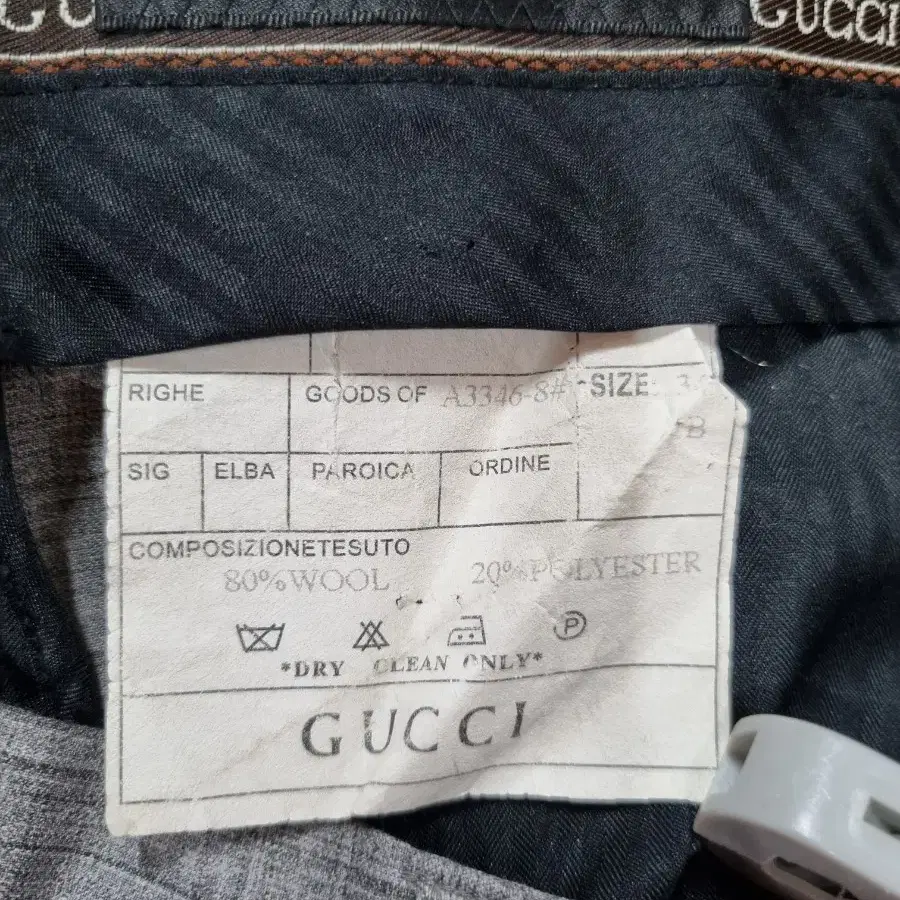 GUCCI
RIGHE GOODS OF A3346-8# SIZE:
B
SIG ELBA PAROICA ORDINE
COMPOSIZIONETESUTO
80%WOOL 20%POLYESTER
P
*DRY CLEAN ONLY*
GUCCI